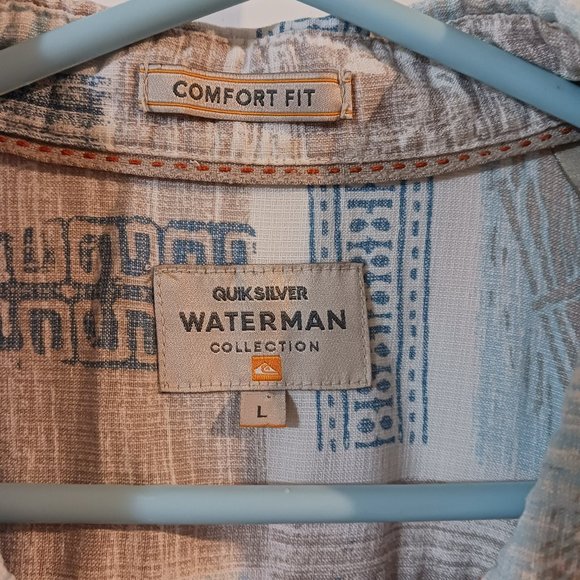 COMFORT FIT
QUIKSILVER
WATERMAN
COLLECTION
L